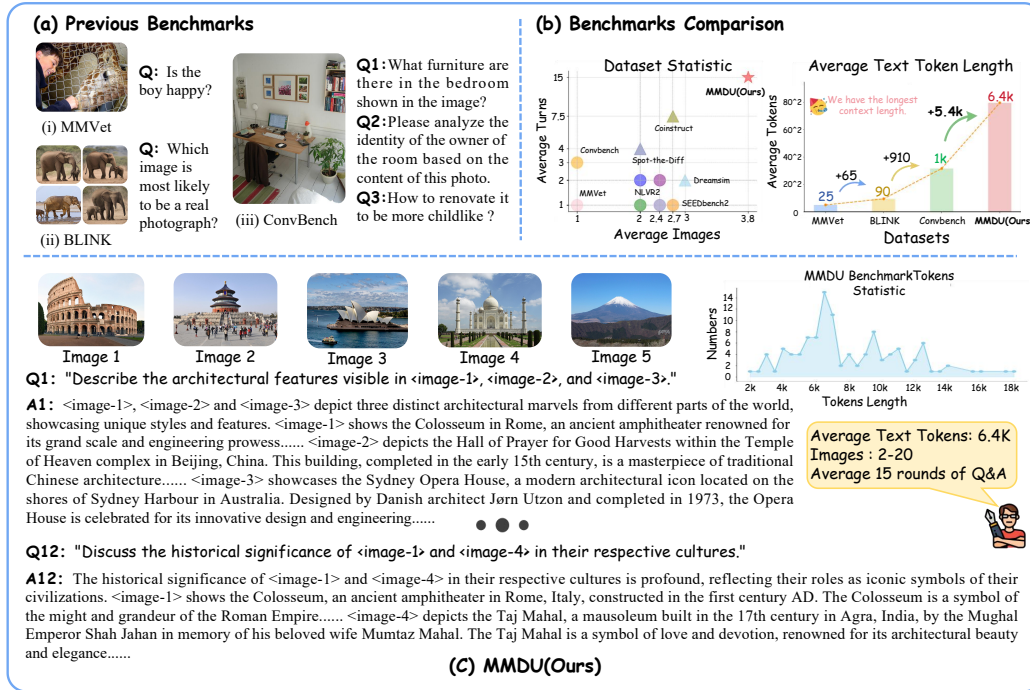 (a) Previous Benchmarks
Q: Is the
boy happy?
(i) MMVet
Q: Which
image is
most likely
to be a real
photograph?
(ii) BLINK
(iii) ConvBench
Q1:What furniture are
there in the bedroom
shown in the image?
Q2:Please analyze the
identity of the owner of
the room based on the
content of this photo.
Q3:How to renovate it
to be more childlike ?
(b) Benchmarks Comparison
Dataset Statistic
Average Turns
15
7.5
4
3
2
1
MMDU(Ours)
Coinstruct
Spot-the-Diff
Convbench
Dreamsim
MMVet
NLVR2
SEEDbench2
1
2
2.4
2.7
3
3.8
Average Images
Average Text Token Length
We have the longest
context length.
Average Tokens
80^2
60^2
40^2
20^2
0
25
+65
90
+910
1k
+5.4k
6.4k
MMVet
BLINK
Convbench
MMDU(Ours)
Datasets
Image 1
Image 2
Image 3
Image 4
Image 5
MMDU BenchmarkTokens
Statistic
Numbers
14
12
10
8
6
4
2
0
2k 4k 6k 8k 10k 12k 14k 16k 18k
Tokens Length
Q1: "Describe the architectural features visible in <image-1>, <image-2>, and <image-3>."
A1: <image-1>, <image-2> and <image-3> depict three distinct architectural marvels from different parts of the world,
showcasing unique styles and features. <image-1> shows the Colosseum in Rome, an ancient amphitheater renowned for
its grand scale and engineering prowess...... <image-2> depicts the Hall of Prayer for Good Harvests within the Temple
of Heaven complex in Beijing, China. This building, completed in the early 15th century, is a masterpiece of traditional
Chinese architecture...... <image-3> showcases the Sydney Opera House, a modern architectural icon located on the
shores of Sydney Harbour in Australia. Designed by Danish architect Jørn Utzon and completed in 1973, the Opera
House is celebrated for its innovative design and engineering......
Average Text Tokens: 6.4K
Images : 2-20
Average 15 rounds of Q&A
Q12: "Discuss the historical significance of <image-1> and <image-4> in their respective cultures."
A12: The historical significance of <image-1> and <image-4> in their respective cultures is profound, reflecting their roles as iconic symbols of their
civilizations. <image-1> shows the Colosseum, an ancient amphitheater in Rome, Italy, constructed in the first century AD. The Colosseum is a symbol of
the might and grandeur of the Roman Empire...... <image-4> depicts the Taj Mahal, a mausoleum built in the 17th century in Agra, India, by the Mughal
Emperor Shah Jahan in memory of his beloved wife Mumtaz Mahal. The Taj Mahal is a symbol of love and devotion, renowned for its architectural beauty
and elegance......
(C) MMDU(Ours)